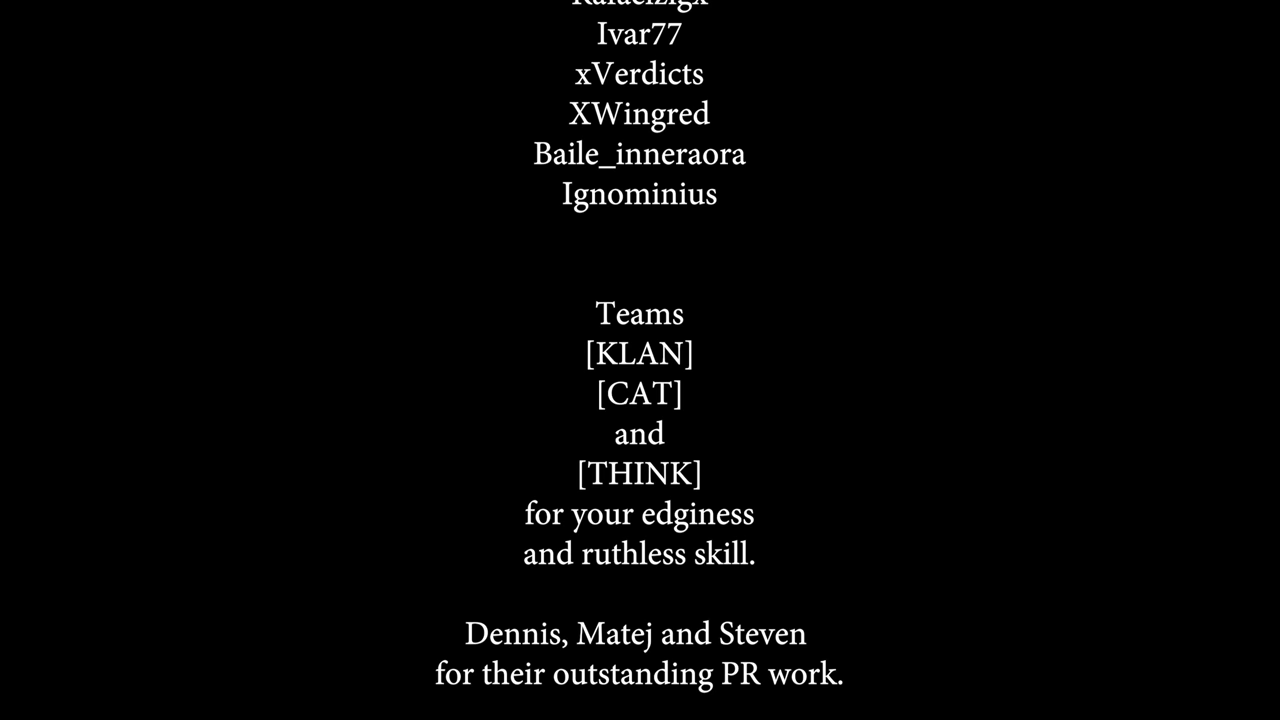 Ivar77
xVerdicts
XWingred
Baile_inneraora
Ignominius
Teams
[KLAN]
[CAT]
and
[THINK]
for your edginess
and ruthless skill.
Dennis, Matej and Steven
for their outstanding PR work.